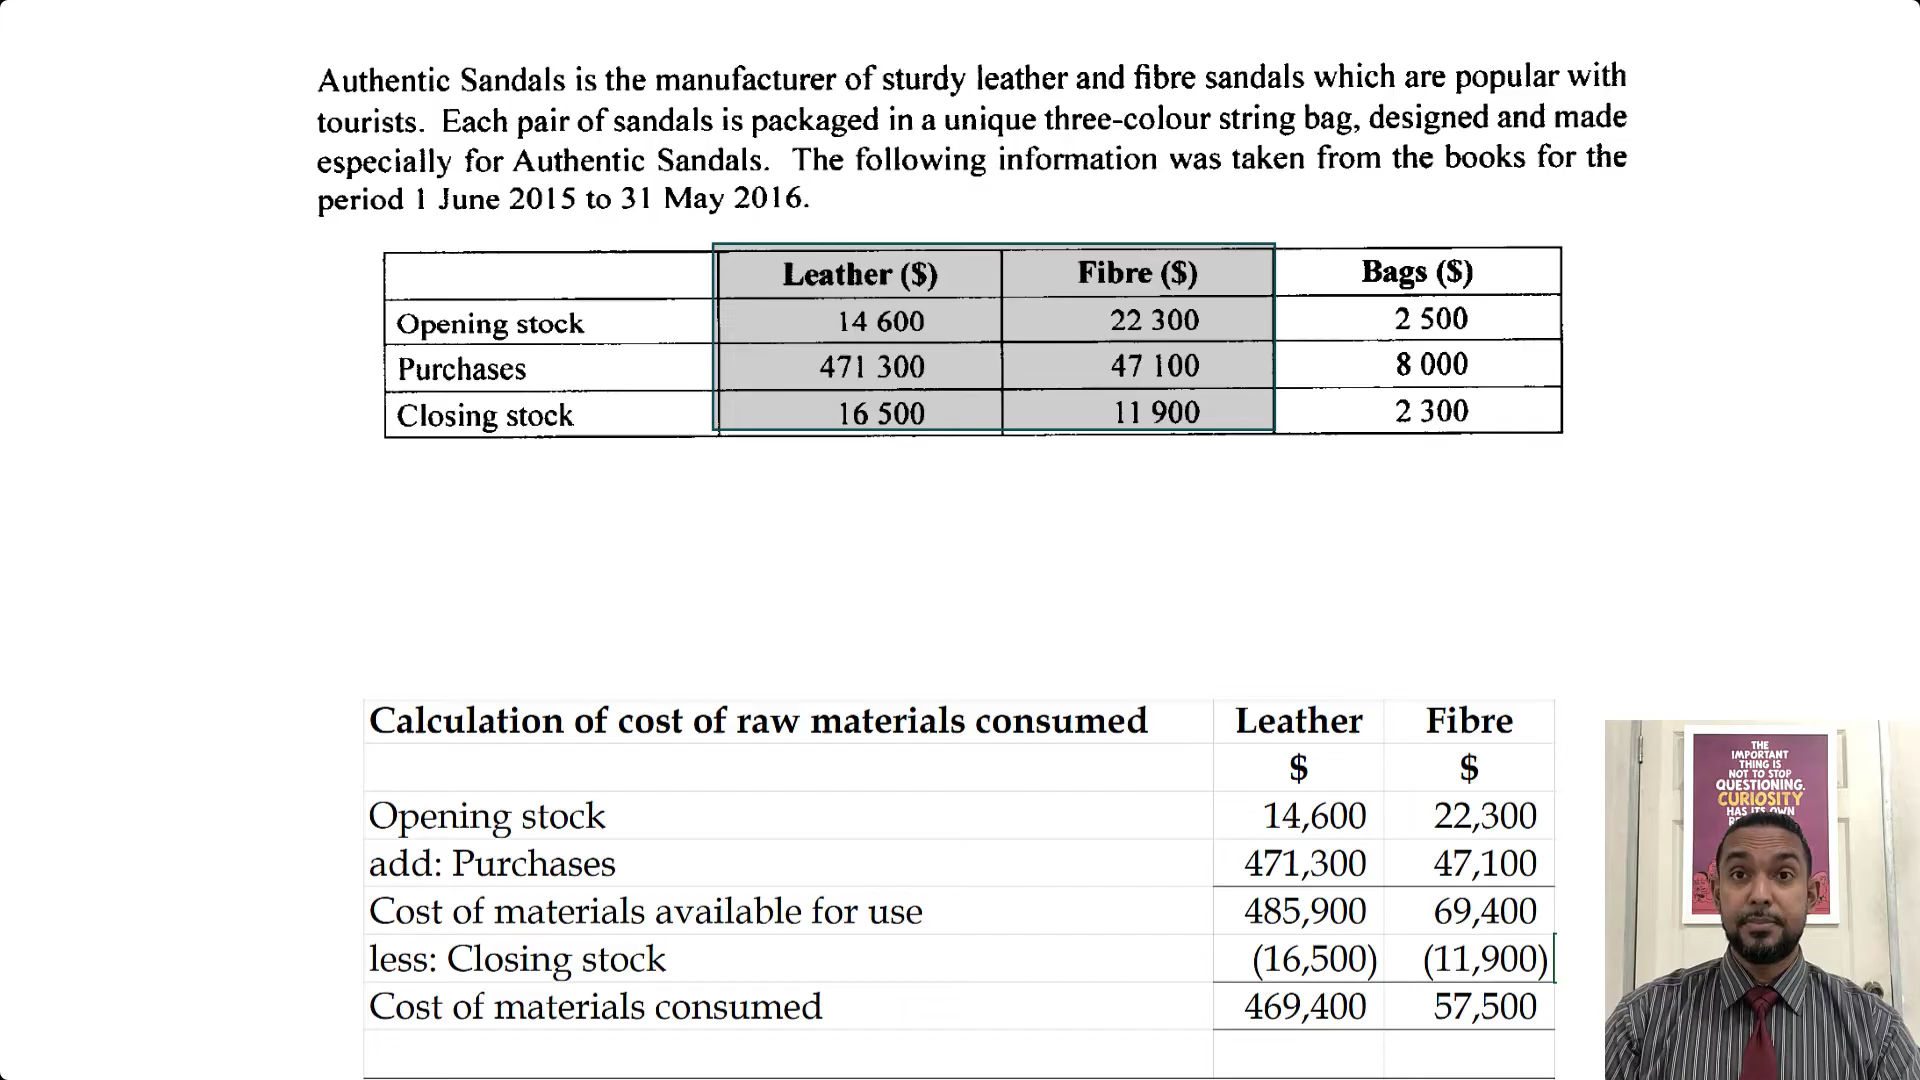 Authentic Sandals is the manufacturer of sturdy leather and fibre sandals which are popular with
tourists. Each pair of sandals is packaged in a unique three-colour string bag, designed and made
especially for Authentic Sandals. The following information was taken from the books for the
period 1 June 2015 to 31 May 2016.
Leather ($) Fibre ($) Bags ($)
Opening stock 14 600 22 300 2 500
Purchases 471 300 47 100 8 000
Closing stock 16 500 11 900 2 300
Calculation of cost of raw materials consumed Leather Fibre
$ $
Opening stock 14,600 22,300
add: Purchases 471,300 47,100
Cost of materials available for use 485,900 69,400
less: Closing stock (16,500) (11,900)
Cost of materials consumed 469,400 57,500
THE
IMPORTANT
THING IS
NOT TO STOP
QUESTIONING.
CURIOSITY
HAS ITS OWN